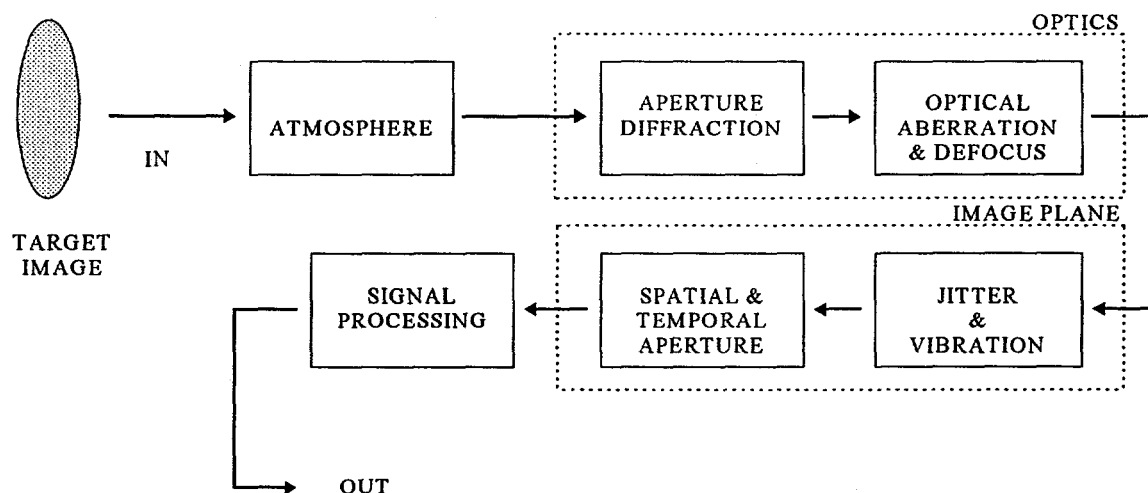 OPTICS
ATMOSPHERE
APERTURE
DIFFRACTION
OPTICAL
ABERRATION
& DEFOCUS
IN
TARGET
IMAGE
IMAGE PLANE
SIGNAL
PROCESSING
SPATIAL &
TEMPORAL
APERTURE
JITTER
&
VIBRATION
OUT